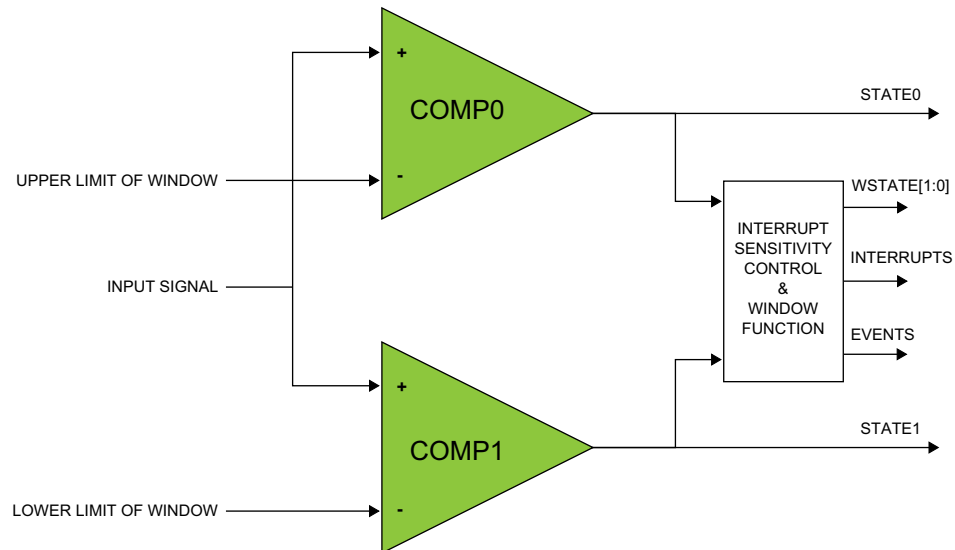 +
COMP0
-
STATE0
UPPER LIMIT OF WINDOW
WSTATE[1:0]
INTERRUPT
SENSITIVITY
CONTROL
&
WINDOW
FUNCTION
INTERRUPTS
EVENTS
INPUT SIGNAL
+
COMP1
-
STATE1
LOWER LIMIT OF WINDOW